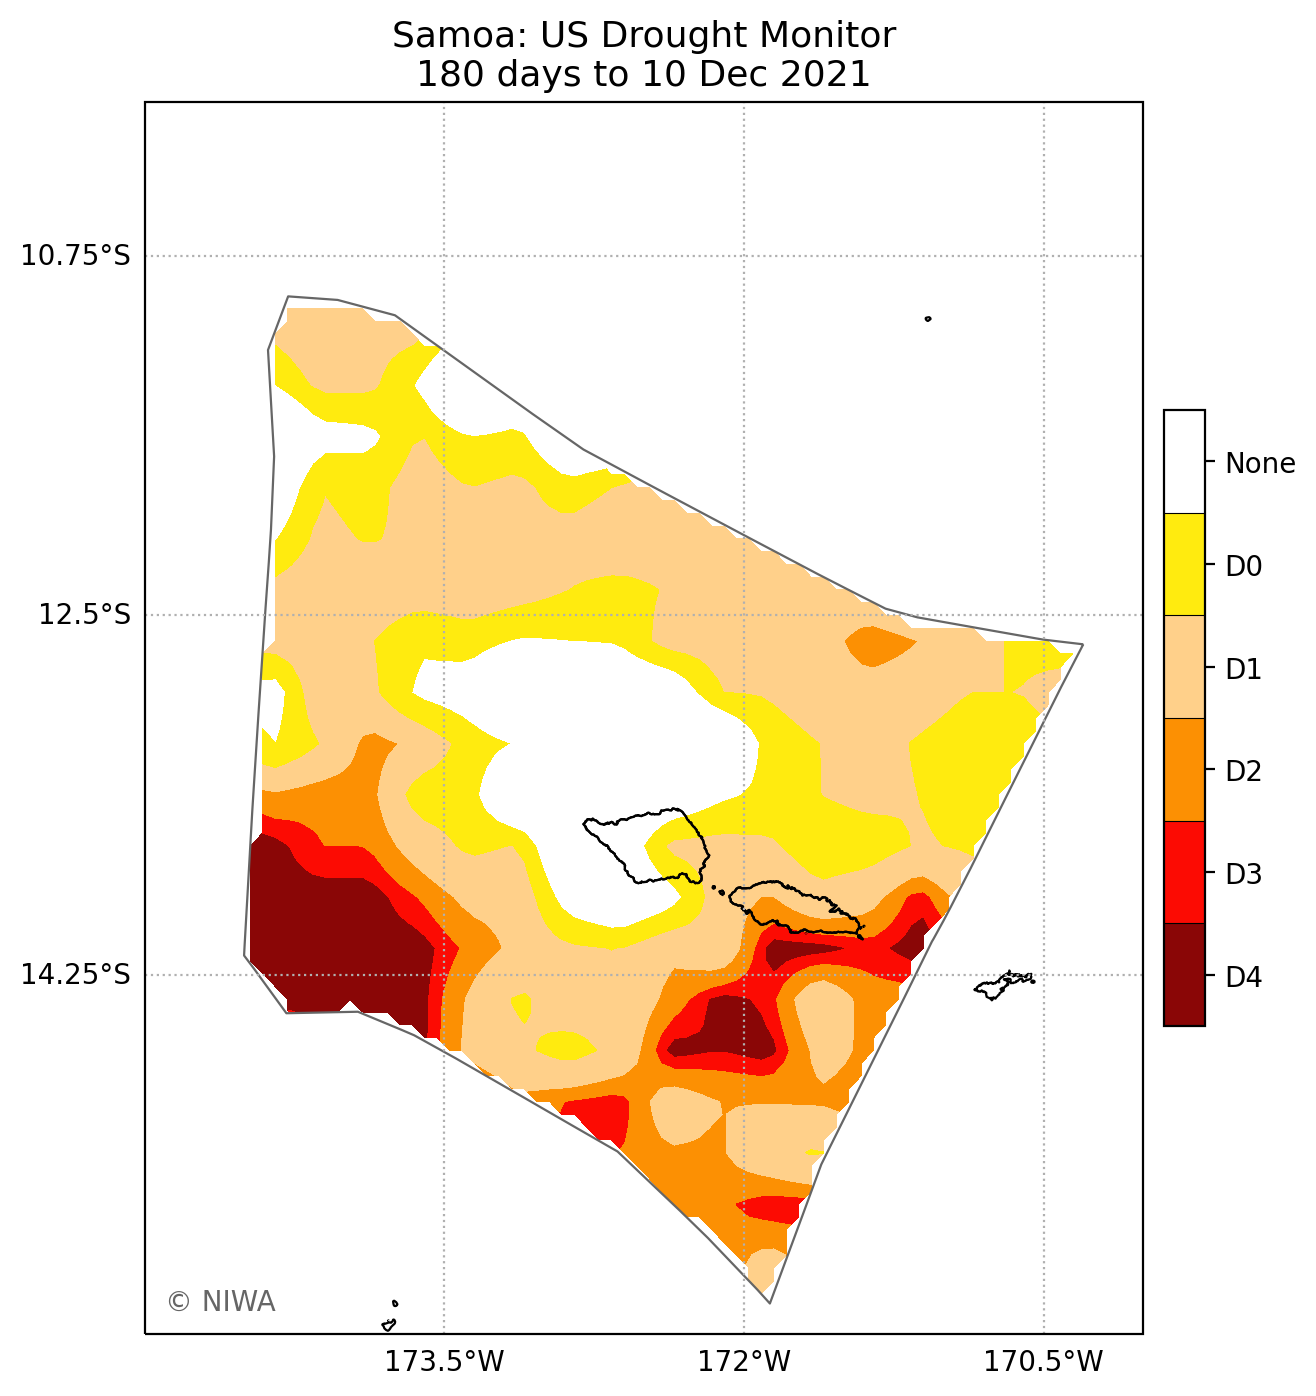 Samoa: US Drought Monitor
180 days to 10 Dec 2021
10.75°S
12.5°S
14.25°S
173.5°W
172°W
170.5°W
None
D0
D1
D2
D3
D4
© NIWA